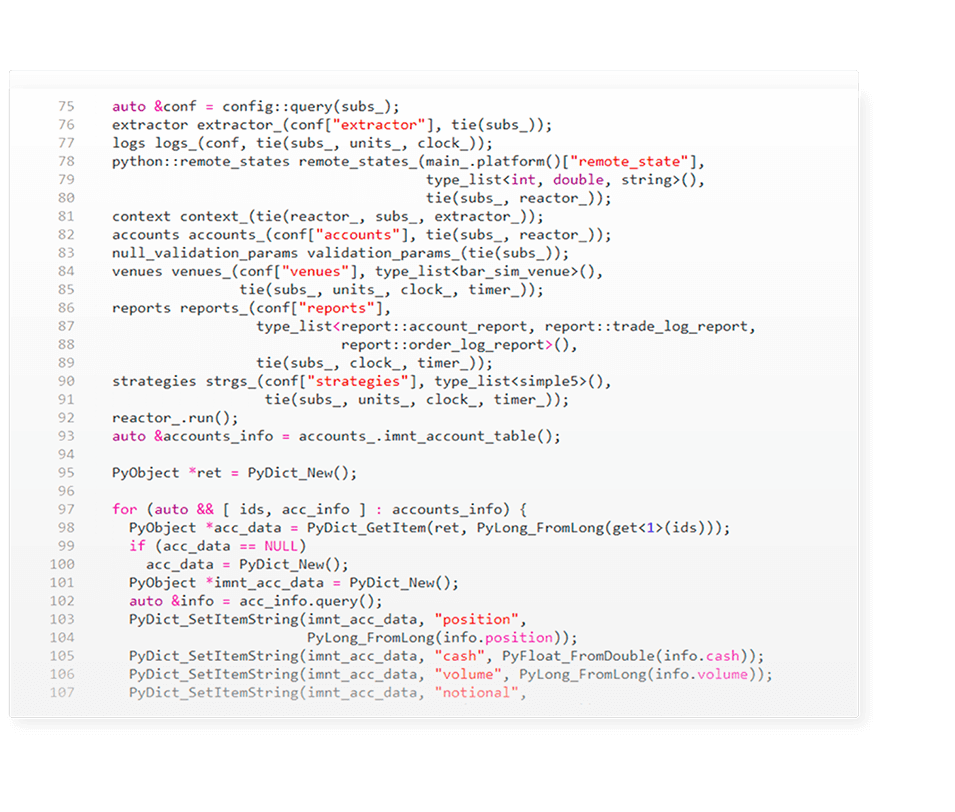 75 auto &conf = config::query(subs_);
76 extractor extractor_(conf["extractor"], tie(subs_));
77 logs logs_(conf, tie(subs_, units_, clock_));
78 python::remote_states remote_states_(main_.platform()["remote_state"],
79 type_list<int, double, string>(),
80 tie(subs_, reactor_));
81 context context_(tie(reactor_, subs_, extractor_));
82 accounts accounts_(conf["accounts"], tie(subs_, reactor_));
83 null_validation_params validation_params_(tie(subs_));
84 venues venues_(conf["venues"], type_list<bar_sim_venue>(),
85 tie(subs_, units_, clock_, timer_));
86 reports reports_(conf["reports"],
87 type_list<report::account_report, report::trade_log_report,
88 report::order_log_report>(),
89 tie(subs_, clock_, timer_));
90 strategies strgs_(conf["strategies"], type_list<simple5>(),
91 tie(subs_, units_, clock_, timer_));
92 reactor_.run();
93 auto &accounts_info = accounts_.imnt_account_table();
94
95 PyObject *ret = PyDict_New();
96
97 for (auto && [ ids, acc_info ] : accounts_info) {
98 PyObject *acc_data = PyDict_GetItem(ret, PyLong_FromLong(get<1>(ids)));
99 if (acc_data == NULL)
100 acc_data = PyDict_New();
101 PyObject *imnt_acc_data = PyDict_New();
102 auto &info = acc_info.query();
103 PyDict_SetItemString(imnt_acc_data, "position",
104 PyLong_FromLong(info.position));
105 PyDict_SetItemString(imnt_acc_data, "cash", PyFloat_FromDouble(info.cash));
106 PyDict_SetItemString(imnt_acc_data, "volume", PyLong_FromLong(info.volume));
107 PyDict_SetItemString(imnt_acc_data, "notional",